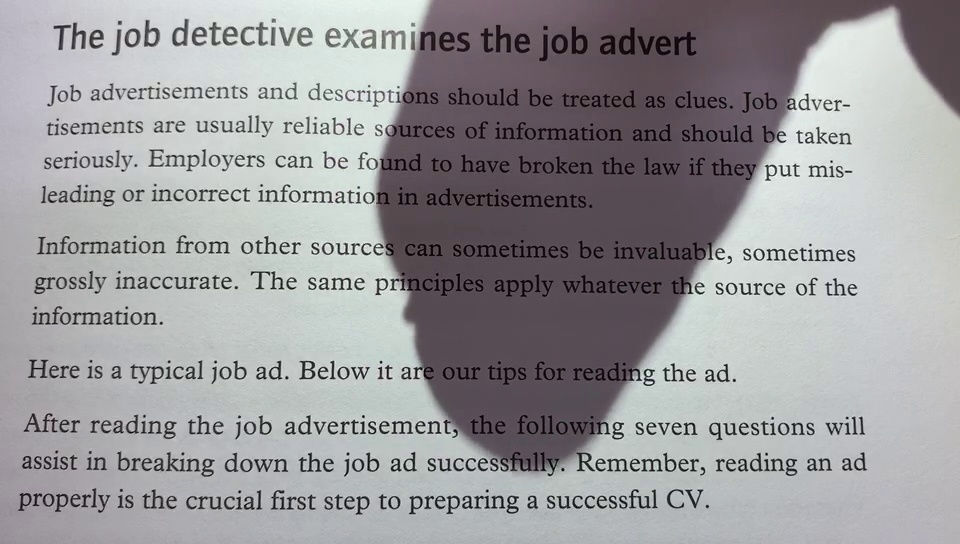 The job detective examines the job advert
Job advertisements and descriptions should be treated as clues. Job adver-
tisements are usually reliable sources of information and should be taken
seriously. Employers can be found to have broken the law if they put mis-
leading or incorrect information in advertisements.
Information from other sources can sometimes be invaluable, sometimes
grossly inaccurate. The same principles apply whatever the source of the
information.
Here is a typical job ad. Below it are our tips for reading the ad.
After reading the job advertisement, the following seven questions will
assist in breaking down the job ad successfully. Remember, reading an ad
properly is the crucial first step to preparing a successful CV.